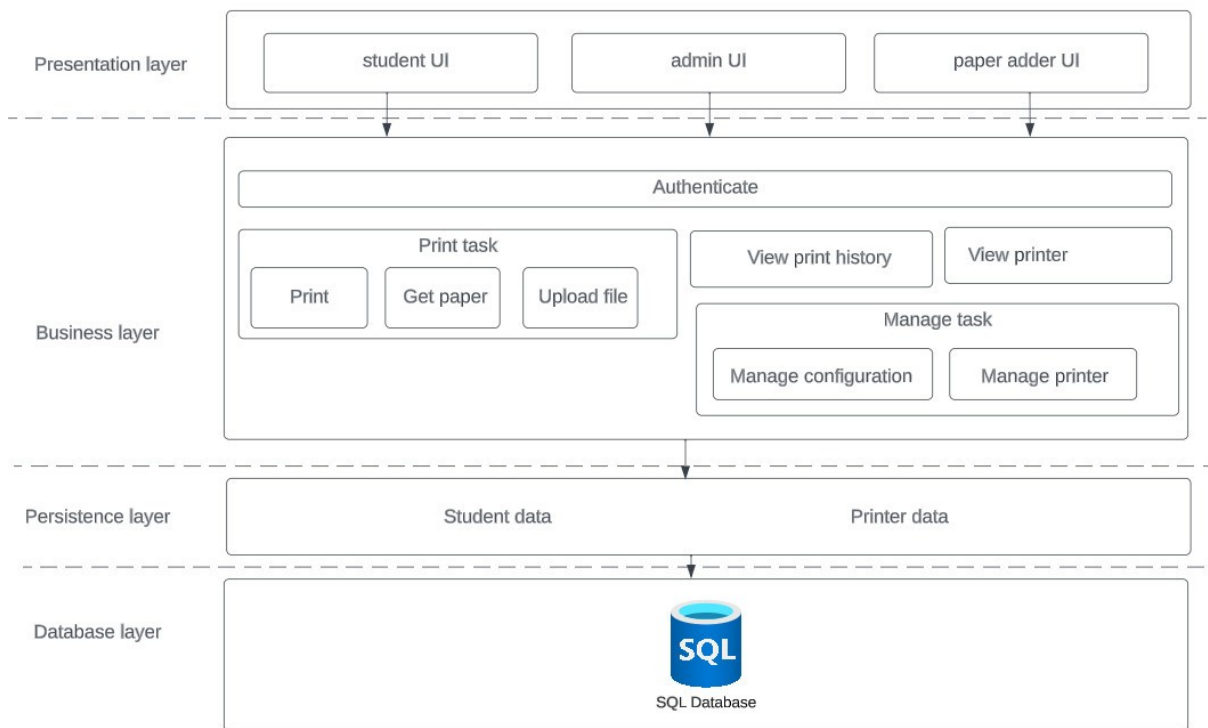 Presentation layer
student UI
admin UI
paper adder UI
Business layer
Authenticate
Print task
Print
Get paper
Upload file
View print history
View printer
Manage task
Manage configuration
Manage printer
Persistence layer
Student data
Printer data
Database layer
SQL
SQL Database